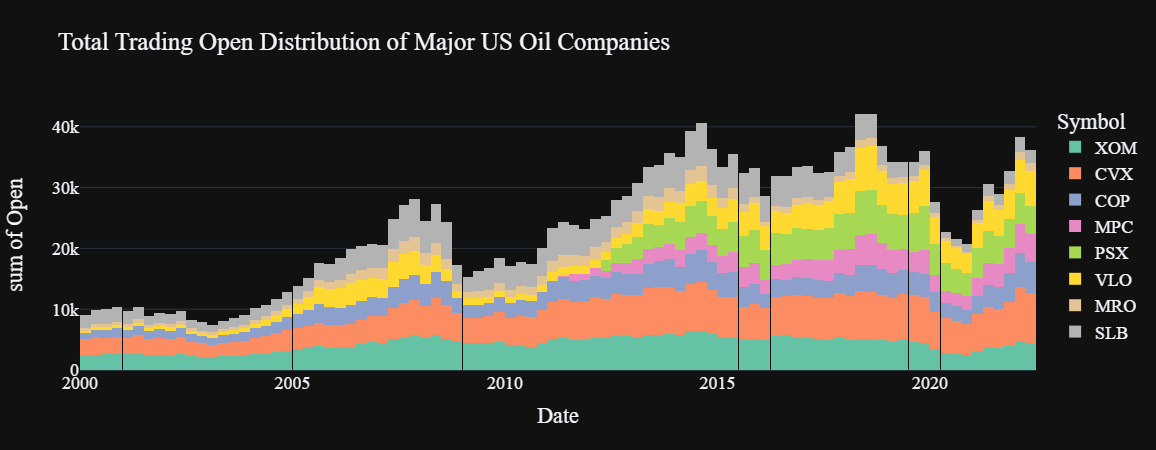 Total Trading Open Distribution of Major US Oil Companies
sum of Open
40k
30k
20k
10k
0
2000
2005
2010
2015
2020
Date
Symbol
XOM
CVX
COP
MPC
PSX
VLO
MRO
SLB